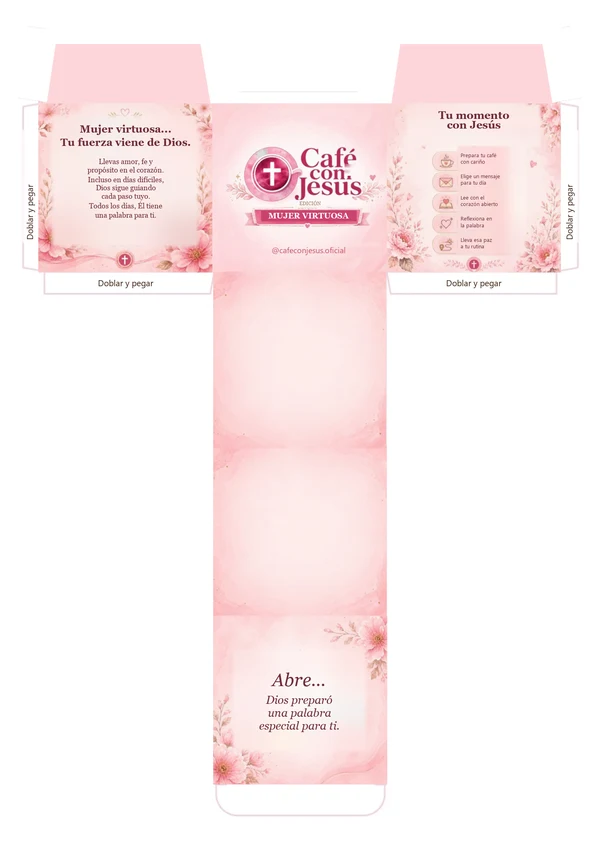 Mujer virtuosa...
Tu fuerza viene de Dios.
Llevas amor, fe y
propósito en el corazón.
Incluso en días difíciles,
Dios sigue guiando
cada paso tuyo.
Todos los días, Él tiene
una palabra para ti.
Doblar y pegar
Doblar y pegar
Café
con
Jesús
EDICIÓN
MUJER VIRTUOSA
@cafeconjesus.oficial
Tu momento
con Jesús
Prepara tu café
con cariño
Elige un mensaje
para tu día
Lee con el
corazón abierto
Reflexiona en
la palabra
Lleva esa paz
a tu rutina
Doblar y pegar
Doblar y pegar
Abre...
Dios preparó
una palabra
especial para ti.